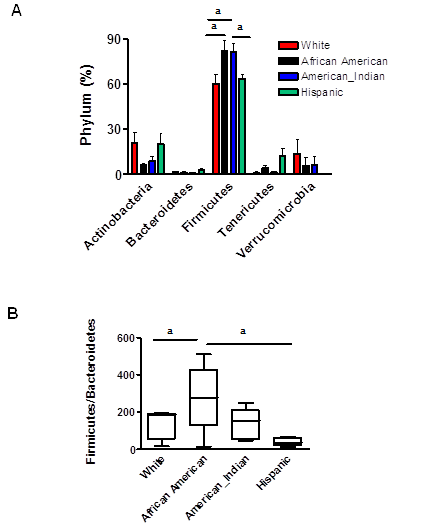 A
a
a
a
90
60
30
0
Phylum (%)
White
African American
American_Indian
Hispanic
Actinobacteria
Bacteroidetes
Firmicutes
Tenericutes
Verrucomicrobia
B
a
a
600
400
200
0
Firmicutes/Bacteroidetes
White
African American
American_Indian
Hispanic